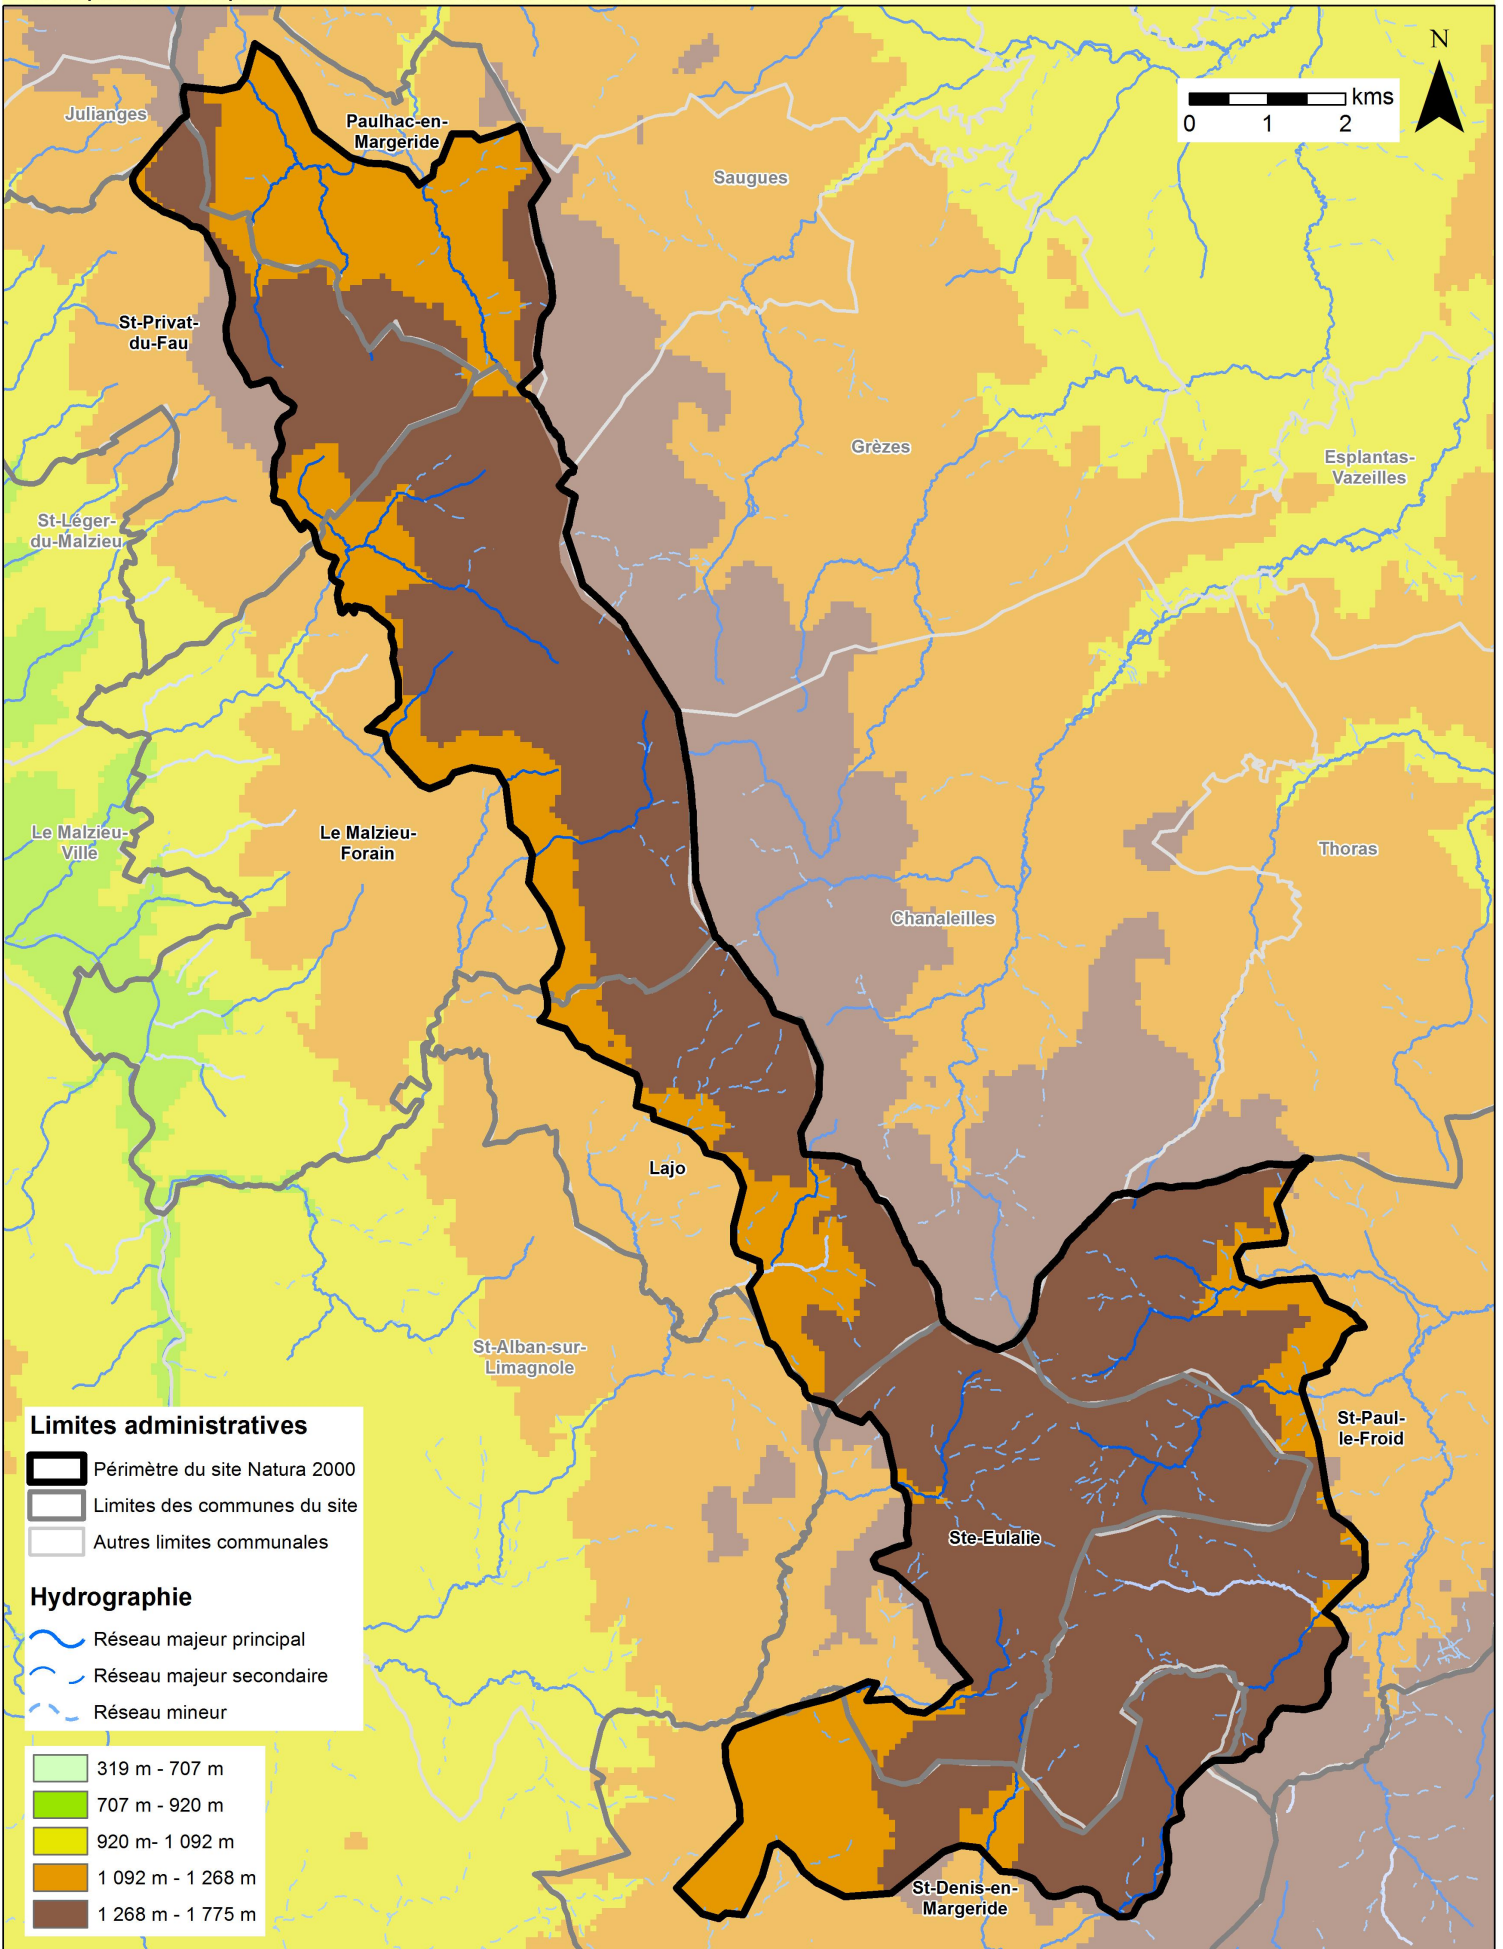 N
kms
0 1 2
Julianges
Paulhac-en-
Margeride
Saugues
St-Privat-
du-Fau
Grèzes
Esplantas-
Vazeilles
St-Léger-
du-Malzieu
Le Malzieu-
Ville
Le Malzieu-
Forain
Thoras
Chanaleilles
Lajo
St-Alban-sur-
Limagnole
St-Paul-
le-Froid
Ste-Eulalie
St-Denis-en-
Margeride
Limites administratives
Périmètre du site Natura 2000
Limites des communes du site
Autres limites communales
Hydrographie
Réseau majeur principal
Réseau majeur secondaire
Réseau mineur
319 m - 707 m
707 m - 920 m
920 m- 1 092 m
1 092 m - 1 268 m
1 268 m - 1 775 m